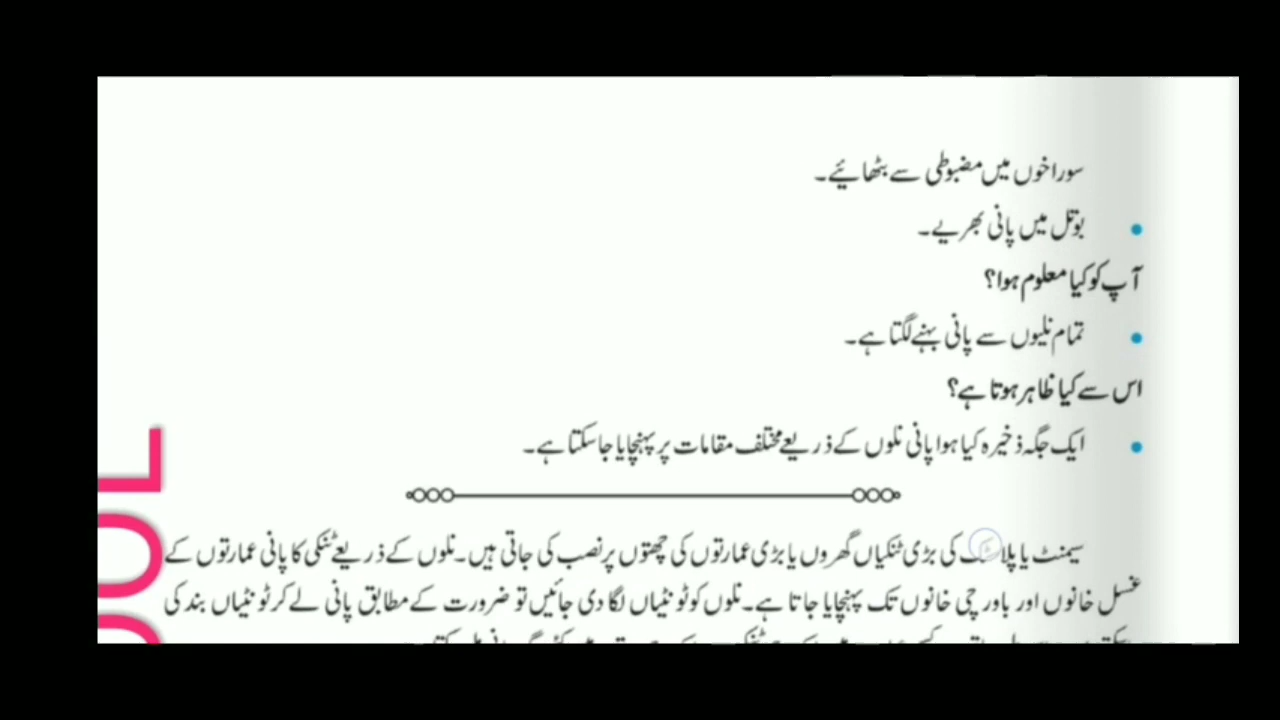 سوراخوں میں مضبوطی سے بٹھائیے۔
• بوتل میں پانی بھریے۔
آپ کو کیا معلوم ہوا؟
• تمام نلیوں سے پانی بہنے لگتا ہے۔
اس سے کیا ظاہر ہوتا ہے؟
• ایک جگہ ذخیرہ کیا ہوا پانی نلوں کے ذریعے مختلف مقامات پر پہنچایا جا سکتا ہے۔
سیمنٹ یا پلاسٹک کی بڑی ٹنکیاں گھروں یا بڑی عمارتوں کی چھتوں پر نصب کی جاتی ہیں۔ نلوں کے ذریعے ٹنکی کا پانی عمارتوں کے
غسل خانوں اور باورچی خانوں تک پہنچایا جاتا ہے۔ نلوں کو ٹونٹیاں لگا دی جائیں تو ضرورت کے مطابق پانی لے کر ٹونٹیاں بند کی
OOL